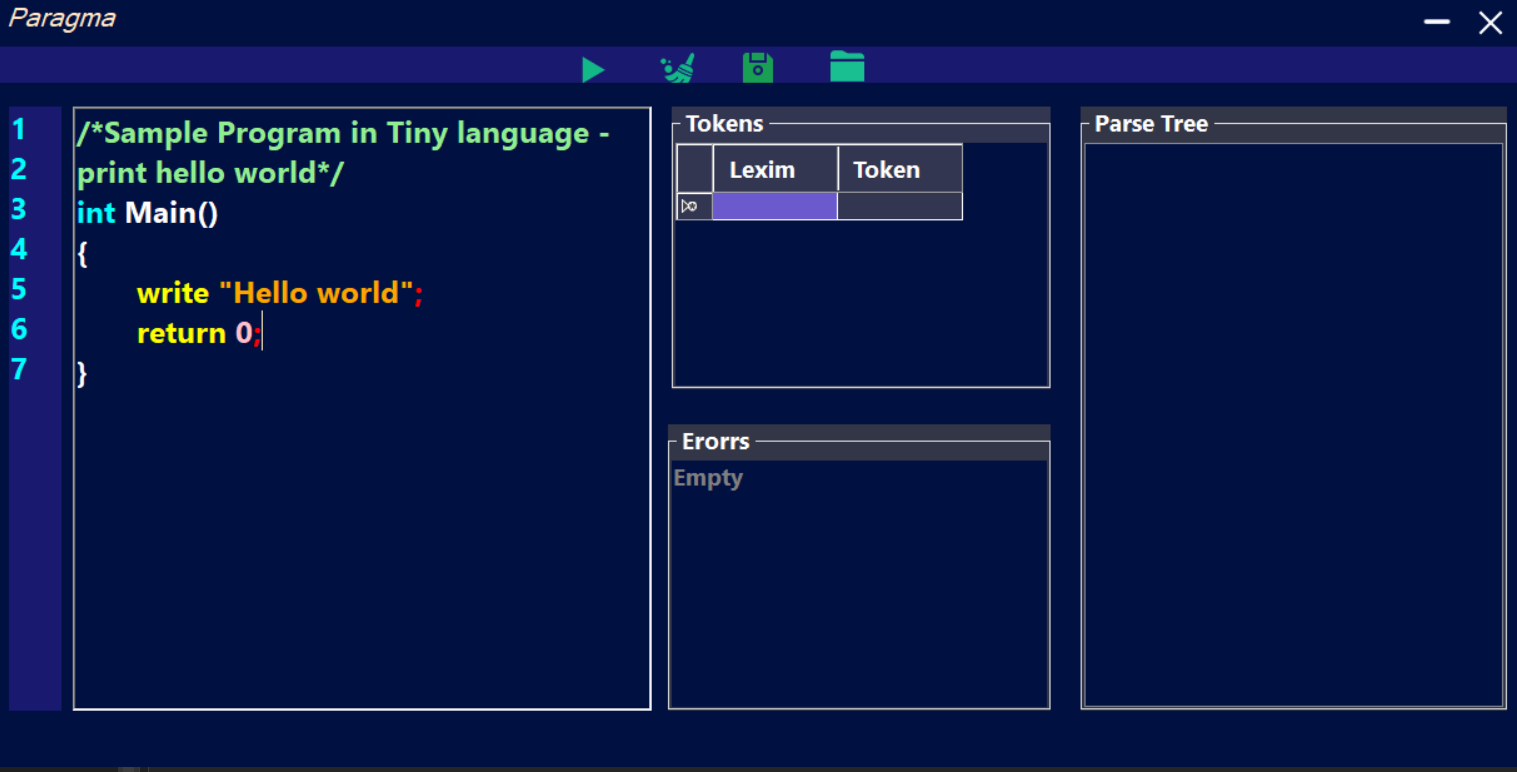 Paragma
1 /*Sample Program in Tiny language -
2 print hello world*/
3 int Main()
4 {
5 write "Hello world";
6 return 0;
7 }
Tokens
Lexim Token
Erorrs
Empty
Parse Tree